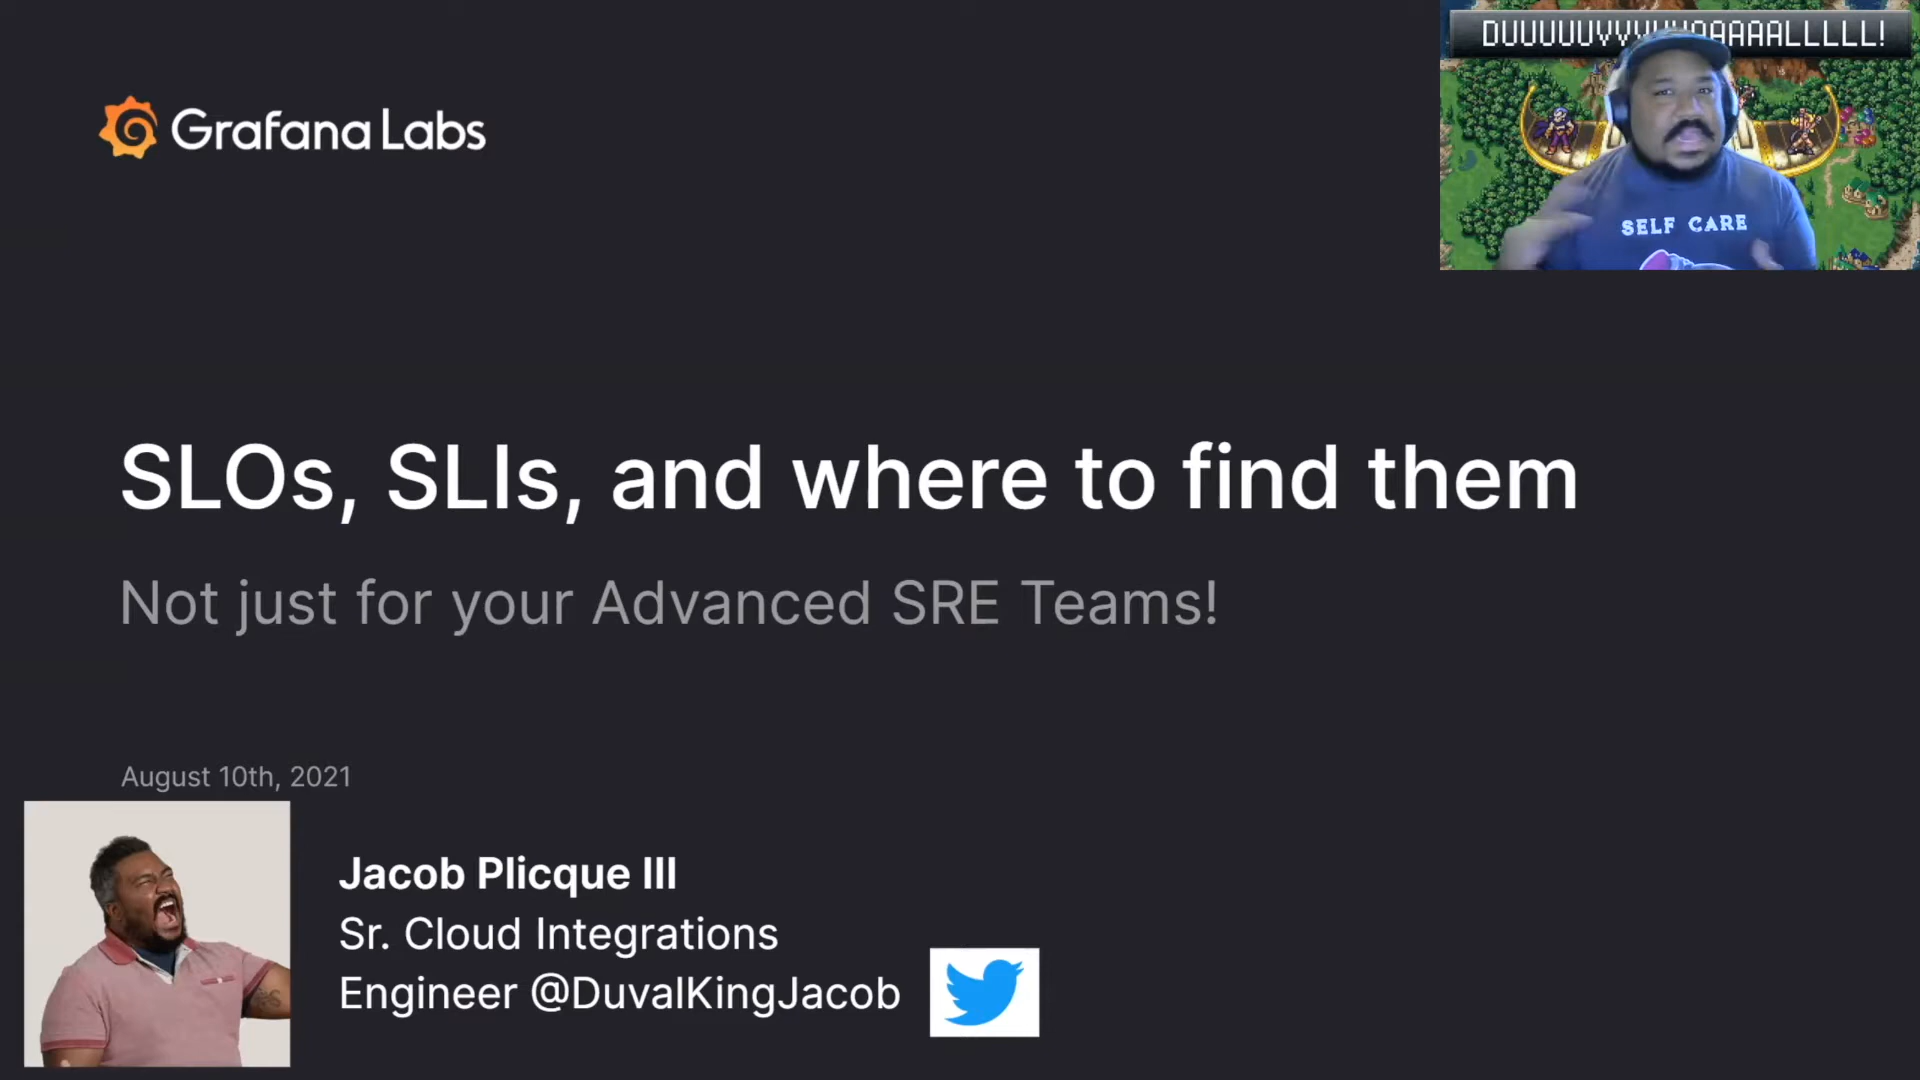 Grafana Labs
SLOs, SLIs, and where to find them
Not just for your Advanced SRE Teams!
August 10th, 2021
Jacob Plicque III
Sr. Cloud Integrations
Engineer @DuvalKingJacob
SELF CARE